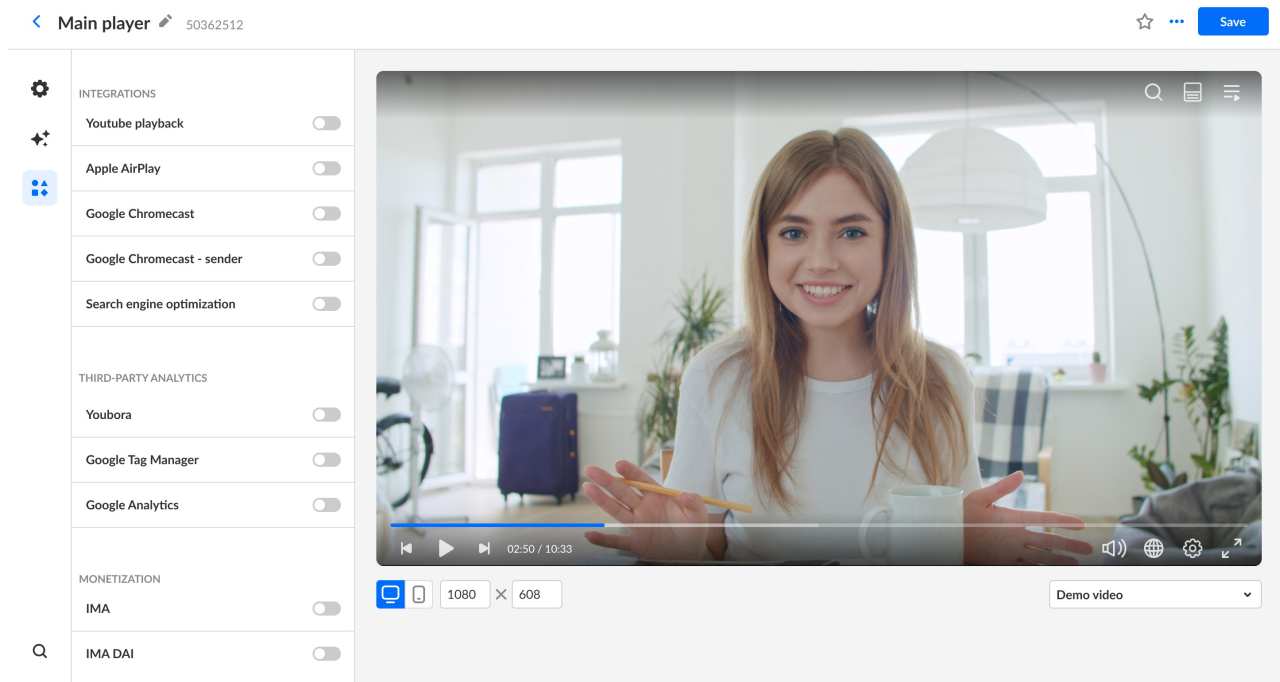 Main player 50362512
Save
INTEGRATIONS
Youtube playback
Apple AirPlay
Google Chromecast
Google Chromecast - sender
Search engine optimization
THIRD-PARTY ANALYTICS
Youbora
Google Tag Manager
Google Analytics
MONETIZATION
IMA
IMA DAI
02:50 / 10:33
1080 608
Demo video